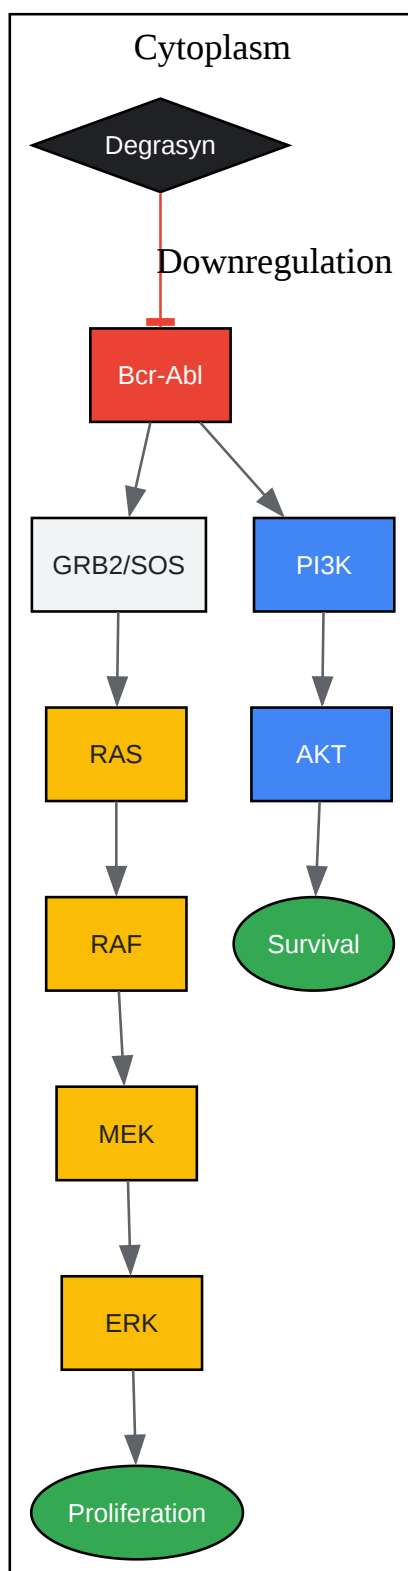 Cytoplasm
Degrasyn
Downregulation
Bcr-Abl
GRB2/SOS
PI3K
RAS
AKT
RAF
Survival
MEK
ERK
Proliferation